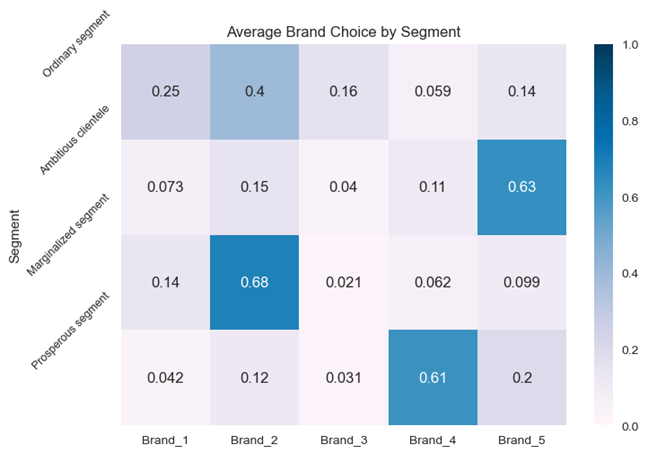 Average Brand Choice by Segment
Segment
Ordinary segment
0.25 0.4 0.16 0.059 0.14
Ambitious clientele
0.073 0.15 0.04 0.11 0.63
Marginalized segment
0.14 0.68 0.021 0.062 0.099
Prosperous segment
0.042 0.12 0.031 0.61 0.2
Brand_1 Brand_2 Brand_3 Brand_4 Brand_5
1.0
0.8
0.6
0.4
0.2
0.0